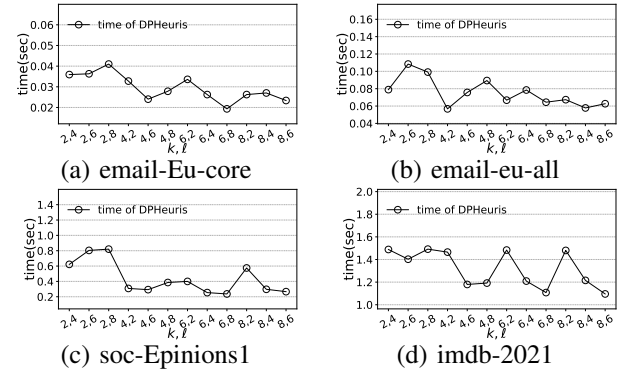 0.06
0.05
0.04
0.03
0.02
time(sec)
time of DPHeuris
2,4 2,6 2,8 4,2 4,6 4,8 6,2 6,4 6,8 8,2 8,4 8,6
k, ℓ
(a) email-Eu-core
0.16
0.14
0.12
0.10
0.08
0.06
0.04
time(sec)
time of DPHeuris
2,4 2,6 2,8 4,2 4,6 4,8 6,2 6,4 6,8 8,2 8,4 8,6
k, ℓ
(b) email-eu-all
1.4
1.2
1.0
0.8
0.6
0.4
0.2
time(sec)
time of DPHeuris
2,4 2,6 2,8 4,2 4,6 4,8 6,2 6,4 6,8 8,2 8,4 8,6
k, ℓ
(c) soc-Epinions1
2.0
1.8
1.6
1.4
1.2
1.0
time(sec)
time of DPHeuris
2,4 2,6 2,8 4,2 4,6 4,8 6,2 6,4 6,8 8,2 8,4 8,6
k, ℓ
(d) imdb-2021